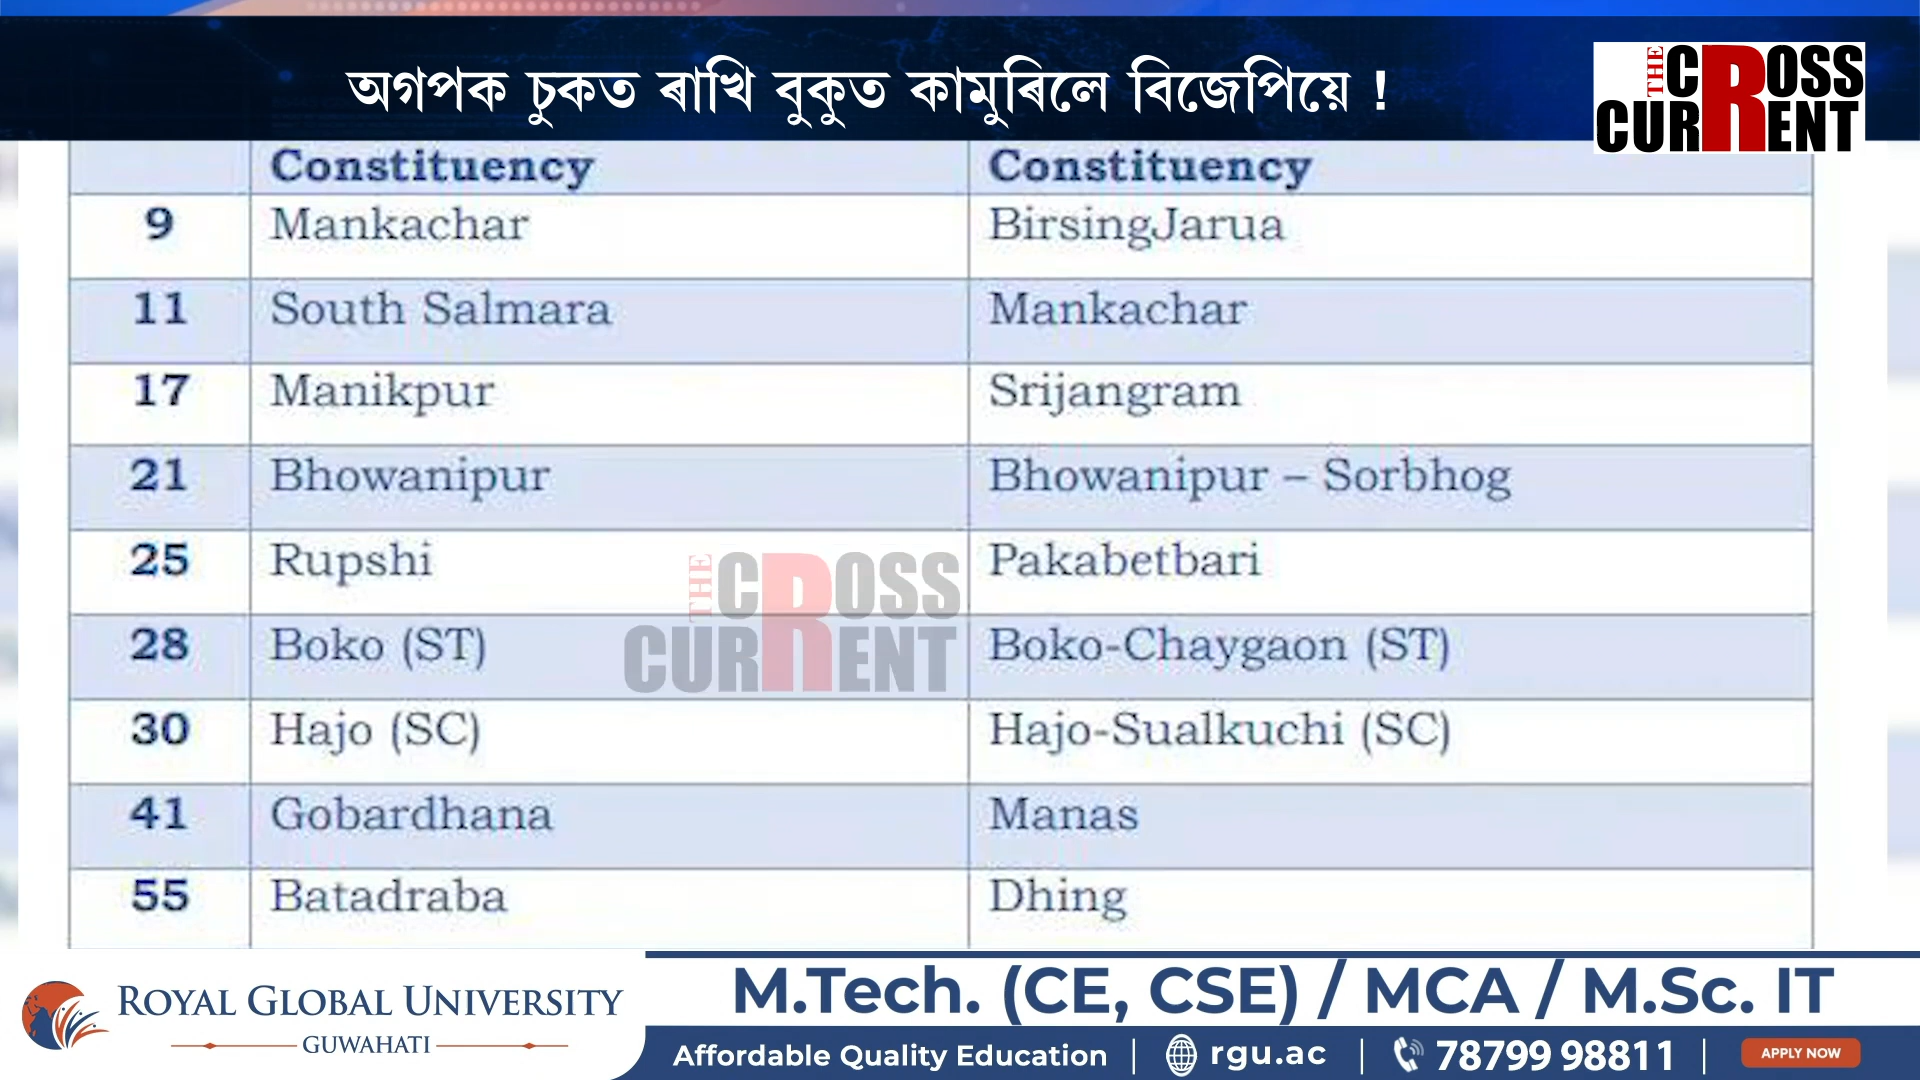 অগপক চুকত ৰাখি বুকুত কামুৰিলে বিজেপিয়ে !
THE CROSS
CURRENT
Constituency Constituency
9 Mankachar BirsingJarua
11 South Salmara Mankachar
17 Manikpur Srijangram
21 Bhowanipur Bhowanipur – Sorbhog
25 Rupshi Pakabetbari
THE CROSS
CURRENT
28 Boko (ST) Boko-Chaygaon (ST)
30 Hajo (SC) Hajo-Sualkuchi (SC)
41 Gobardhana Manas
55 Batadraba Dhing
ROYAL GLOBAL UNIVERSITY
GUWAHATI
M.Tech. (CE, CSE) / MCA / M.Sc. IT
Affordable Quality Education | rgu.ac | 78799 98811 | APPLY NOW